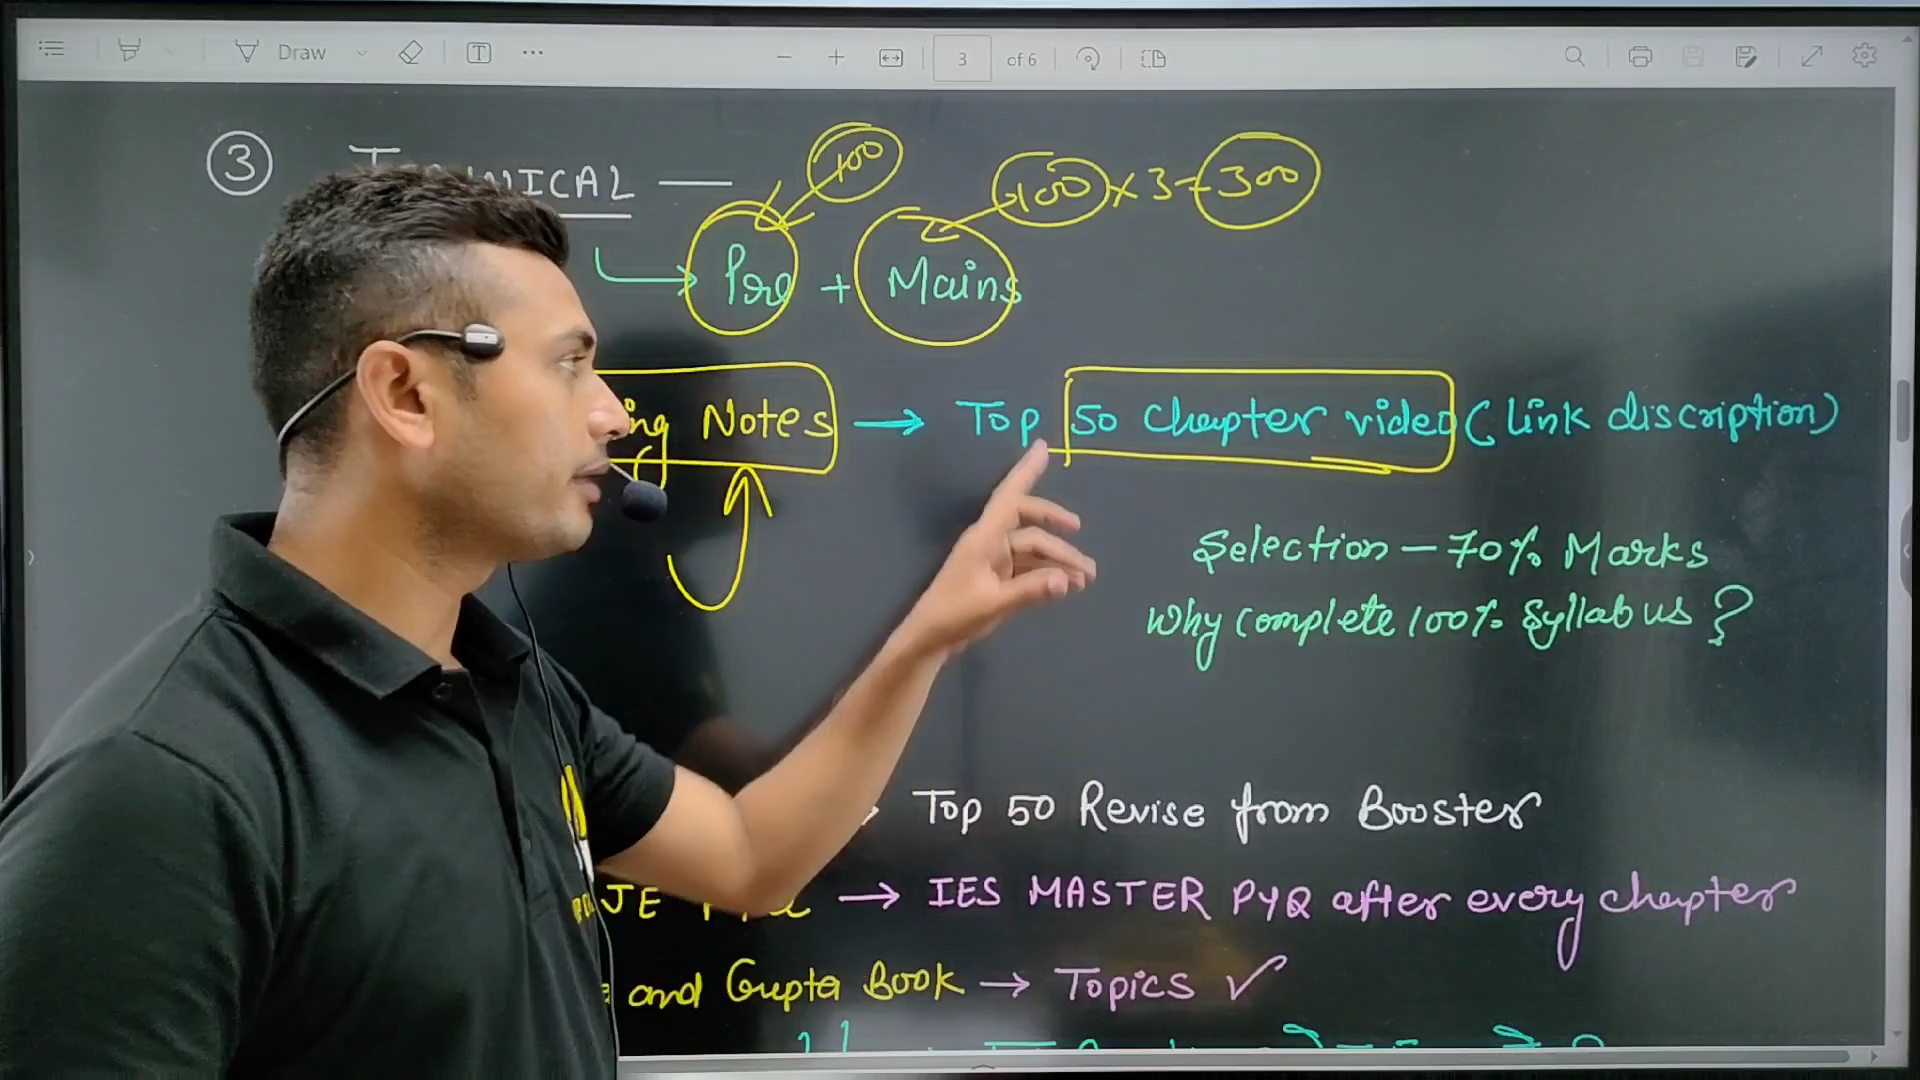 Draw
3 of 6
③ TECHNICAL —
100
100 x 3 = 300
Pre + Mains
Notes → Top 50 Chapter video (link discription)
Selection – 70% Marks
Why complete 100% Syllabus ?
Top 50 Revise from Booster
JE → IES MASTER PYQ after every chapter
and Gupta Book → Topics ✓